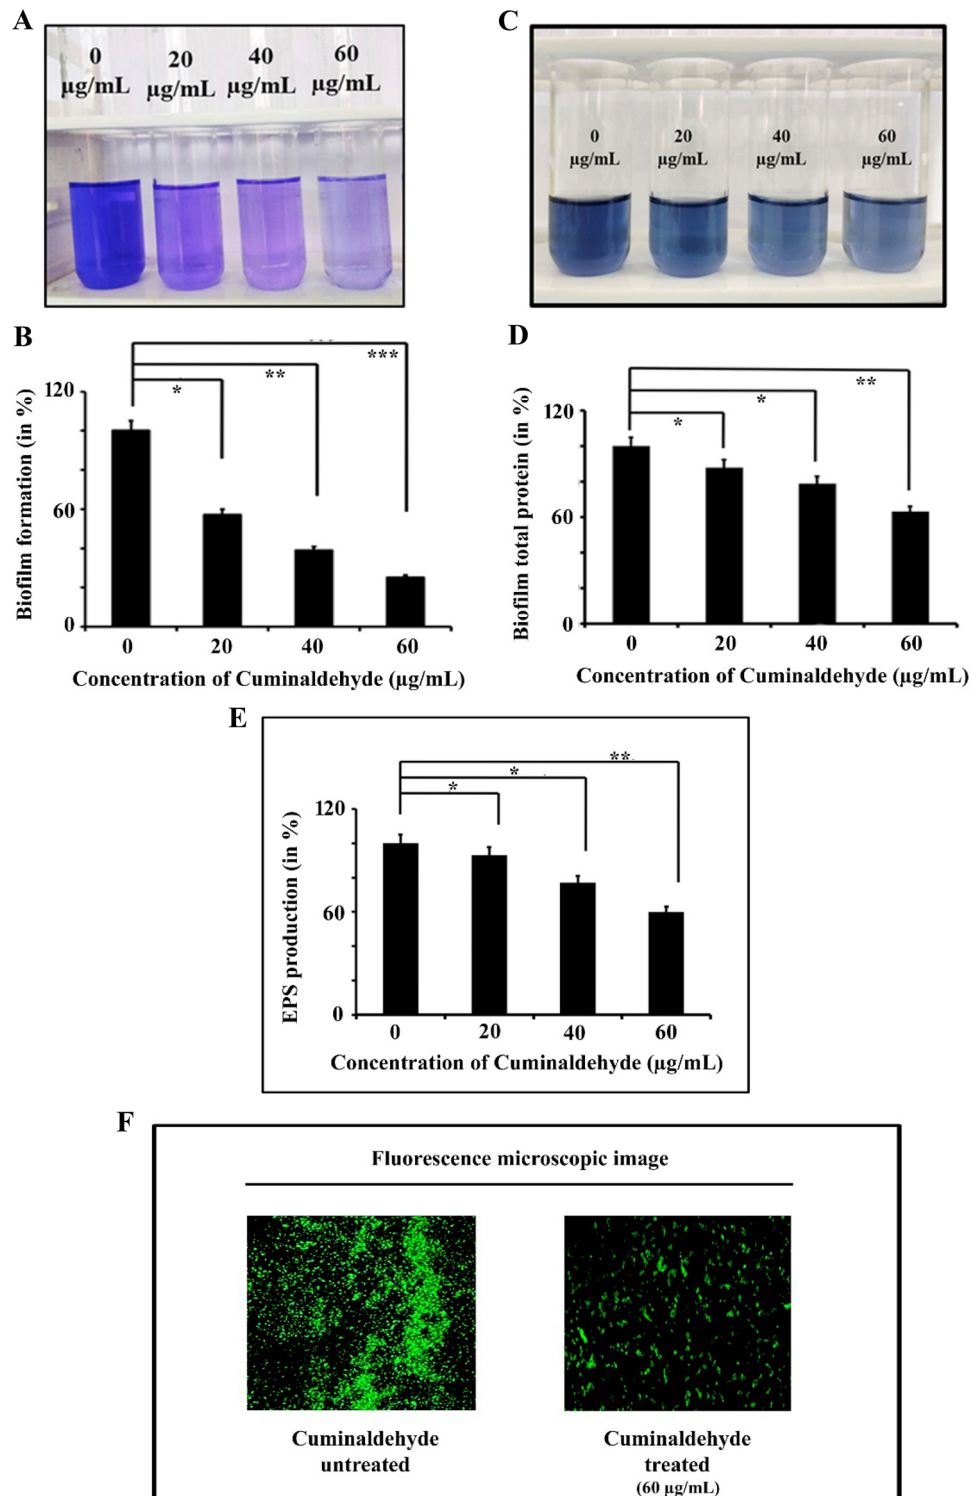 A
0
µg/mL
20
µg/mL
40
µg/mL
60
µg/mL
C
0
µg/mL
20
µg/mL
40
µg/mL
60
µg/mL
B
***
**
*
120
60
0
Biofilm formation (in %)
0 20 40 60
Concentration of Cuminaldehyde (µg/mL)
D
**
*
*
120
60
0
Biofilm total protein (in %)
0 20 40 60
Concentration of Cuminaldehyde (µg/mL)
E
**
*
*
120
60
0
EPS production (in %)
0 20 40 60
Concentration of Cuminaldehyde (µg/mL)
F
Fluorescence microscopic image
Cuminaldehyde
untreated
Cuminaldehyde
treated
(60 µg/mL)